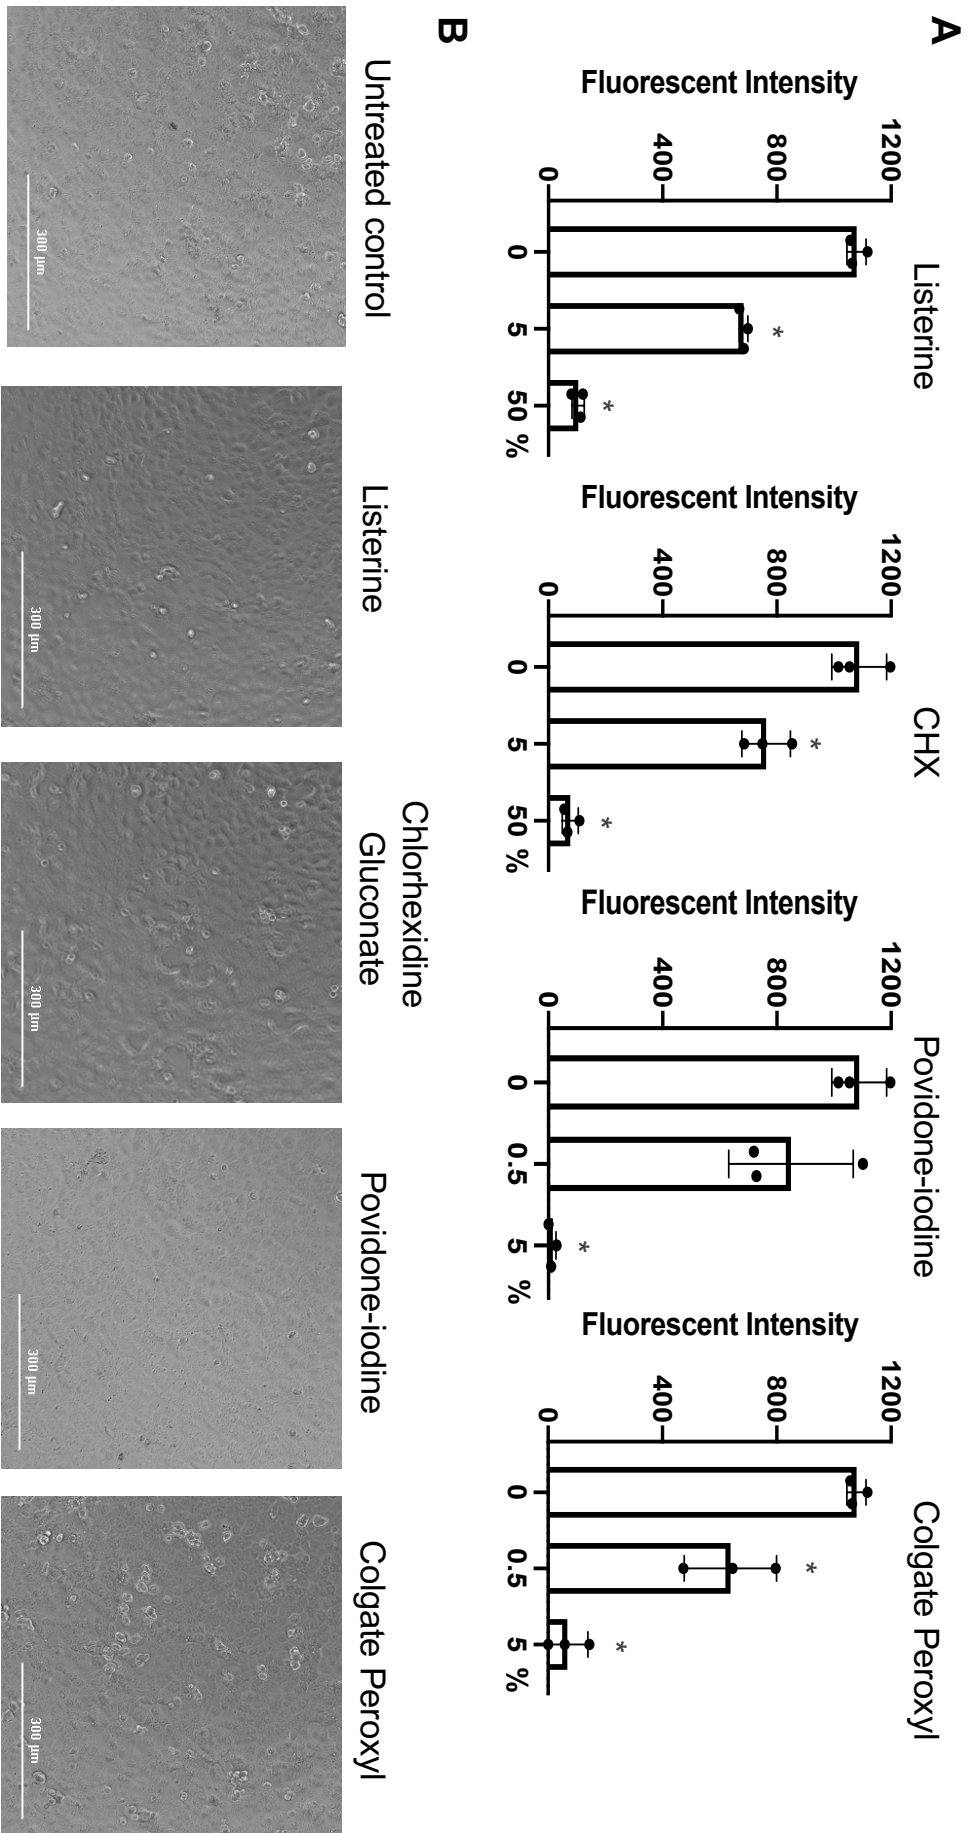 A
Listerine
Fluorescent Intensity
1200
800
400
0
*
*
0
5
50
%
CHX
Fluorescent Intensity
1200
800
400
0
*
*
0
5
50
%
Povidone-iodine
Fluorescent Intensity
1200
800
400
0
*
0
0.5
5
%
Colgate Peroxyl
Fluorescent Intensity
1200
800
400
0
*
*
0
0.5
5
%
B
Untreated control
300 µm
Listerine
300 µm
Chlorhexidine
Gluconate
300 µm
Povidone-iodine
300 µm
Colgate Peroxyl
300 µm